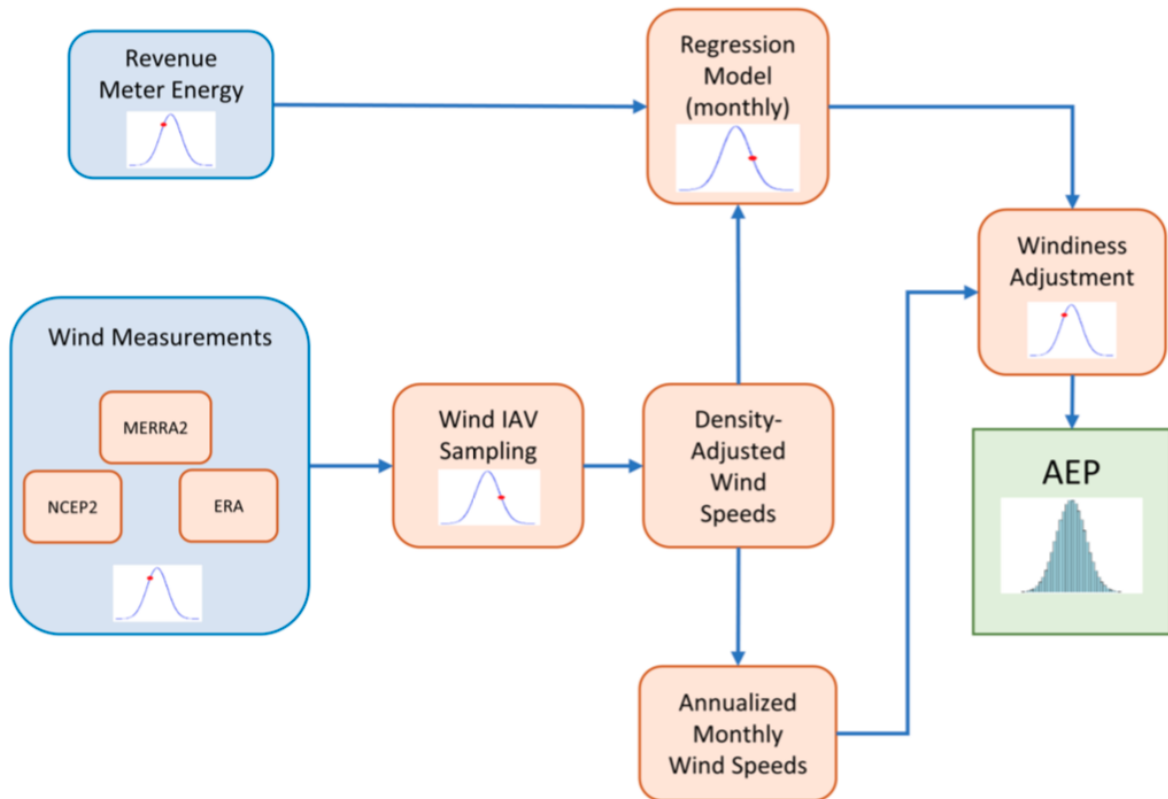 Revenue
Meter Energy
Regression
Model
(monthly)
Windiness
Adjustment
Wind Measurements
MERRA2
NCEP2
ERA
Wind IAV
Sampling
Density-
Adjusted
Wind
Speeds
AEP
Annualized
Monthly
Wind Speeds